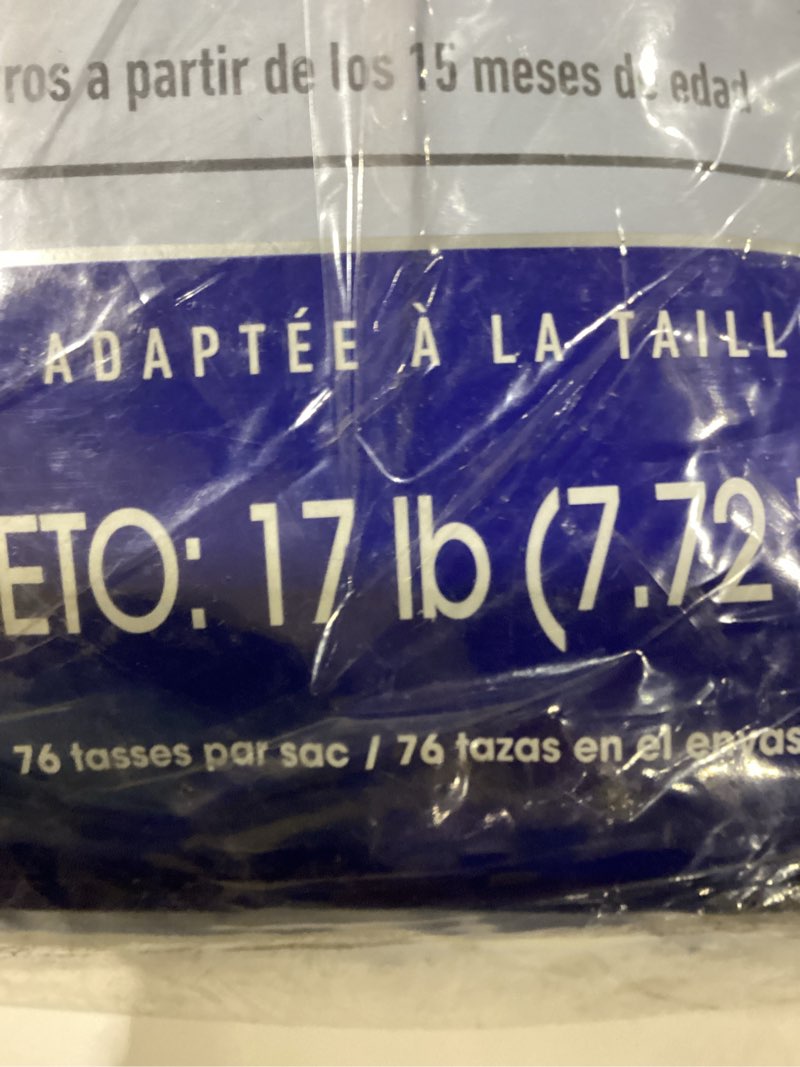 ros a partir de los 15 meses de edad
ADAPTÉE À LA TAILL
ETO: 17 lb (7.72
76 tasses par sac / 76 tazas en el envas